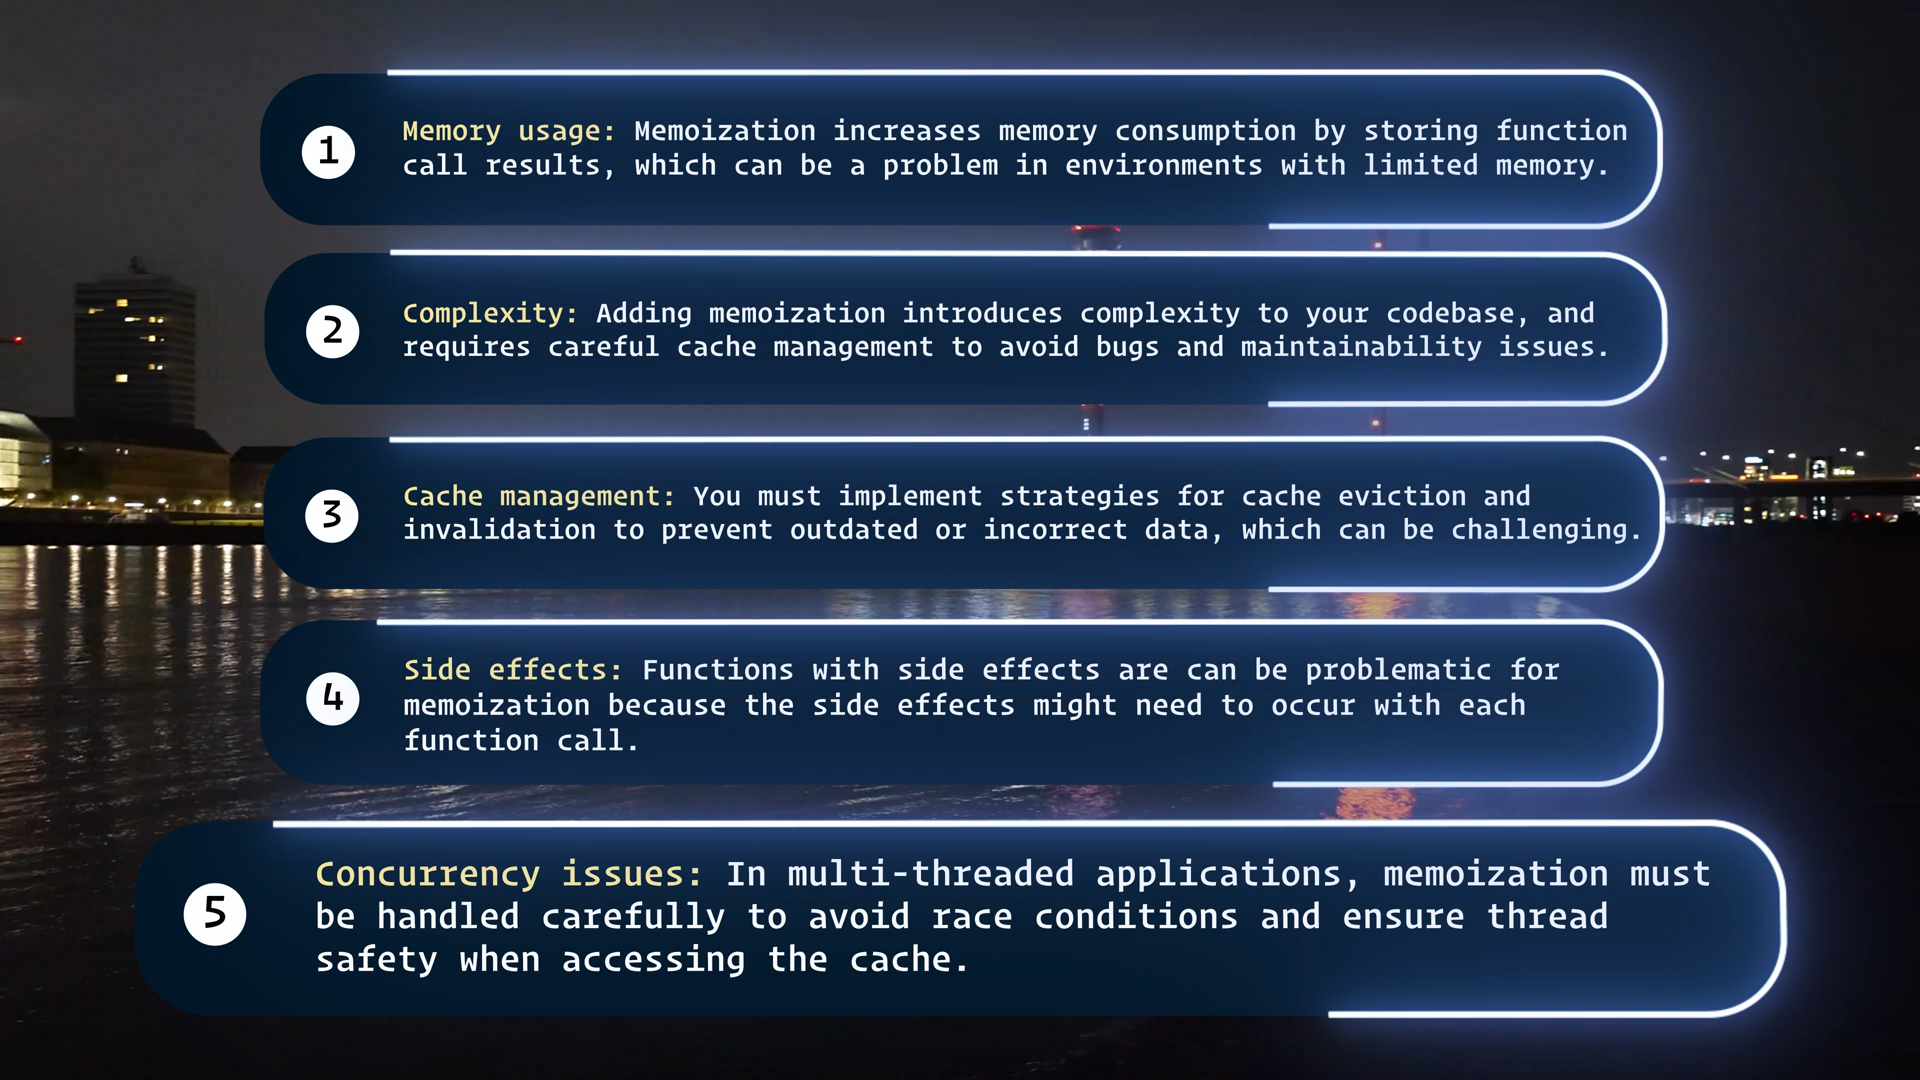 1
Memory usage: Memoization increases memory consumption by storing function
call results, which can be a problem in environments with limited memory.
2
Complexity: Adding memoization introduces complexity to your codebase, and
requires careful cache management to avoid bugs and maintainability issues.
3
Cache management: You must implement strategies for cache eviction and
invalidation to prevent outdated or incorrect data, which can be challenging.
4
Side effects: Functions with side effects are can be problematic for
memoization because the side effects might need to occur with each
function call.
5
Concurrency issues: In multi-threaded applications, memoization must
be handled carefully to avoid race conditions and ensure thread
safety when accessing the cache.